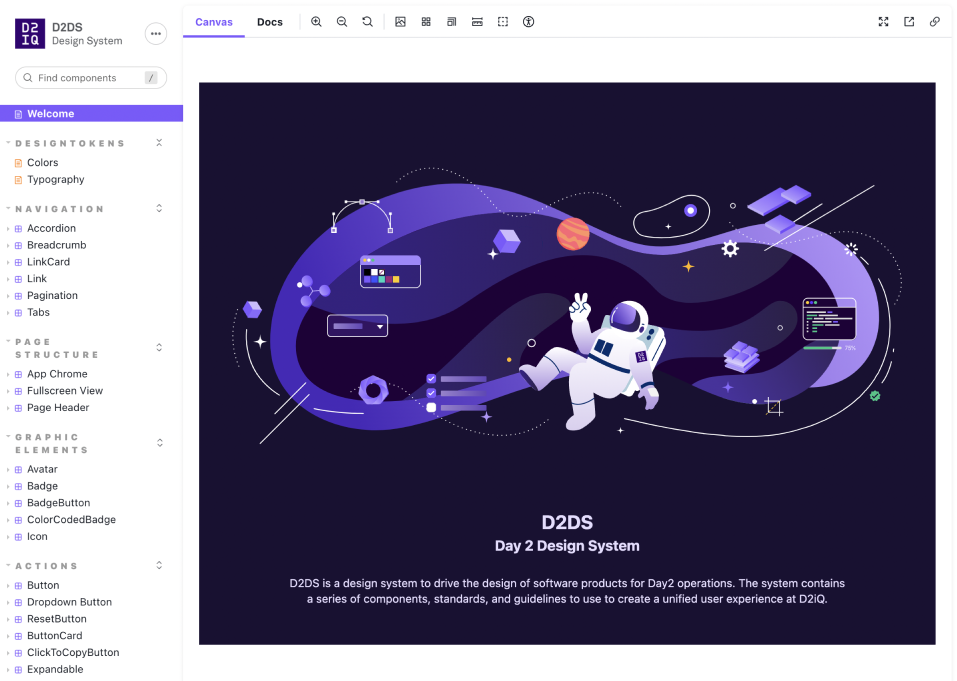 D2
IQ
D2DS
Design System
Find components
/
Welcome
DESIGNTOKENS
Colors
Typography
NAVIGATION
Accordion
Breadcrumb
LinkCard
Link
Pagination
Tabs
PAGE
STRUCTURE
App Chrome
Fullscreen View
Page Header
GRAPHIC
ELEMENTS
Avatar
Badge
BadgeButton
ColorCodedBadge
Icon
ACTIONS
Button
Dropdown Button
ResetButton
ButtonCard
ClickToCopyButton
Expandable
Canvas
Docs
D2
IQ
78%
D2DS
Day 2 Design System
D2DS is a design system to drive the design of software products for Day2 operations. The system contains
a series of components, standards, and guidelines to use to create a unified user experience at D2iQ.